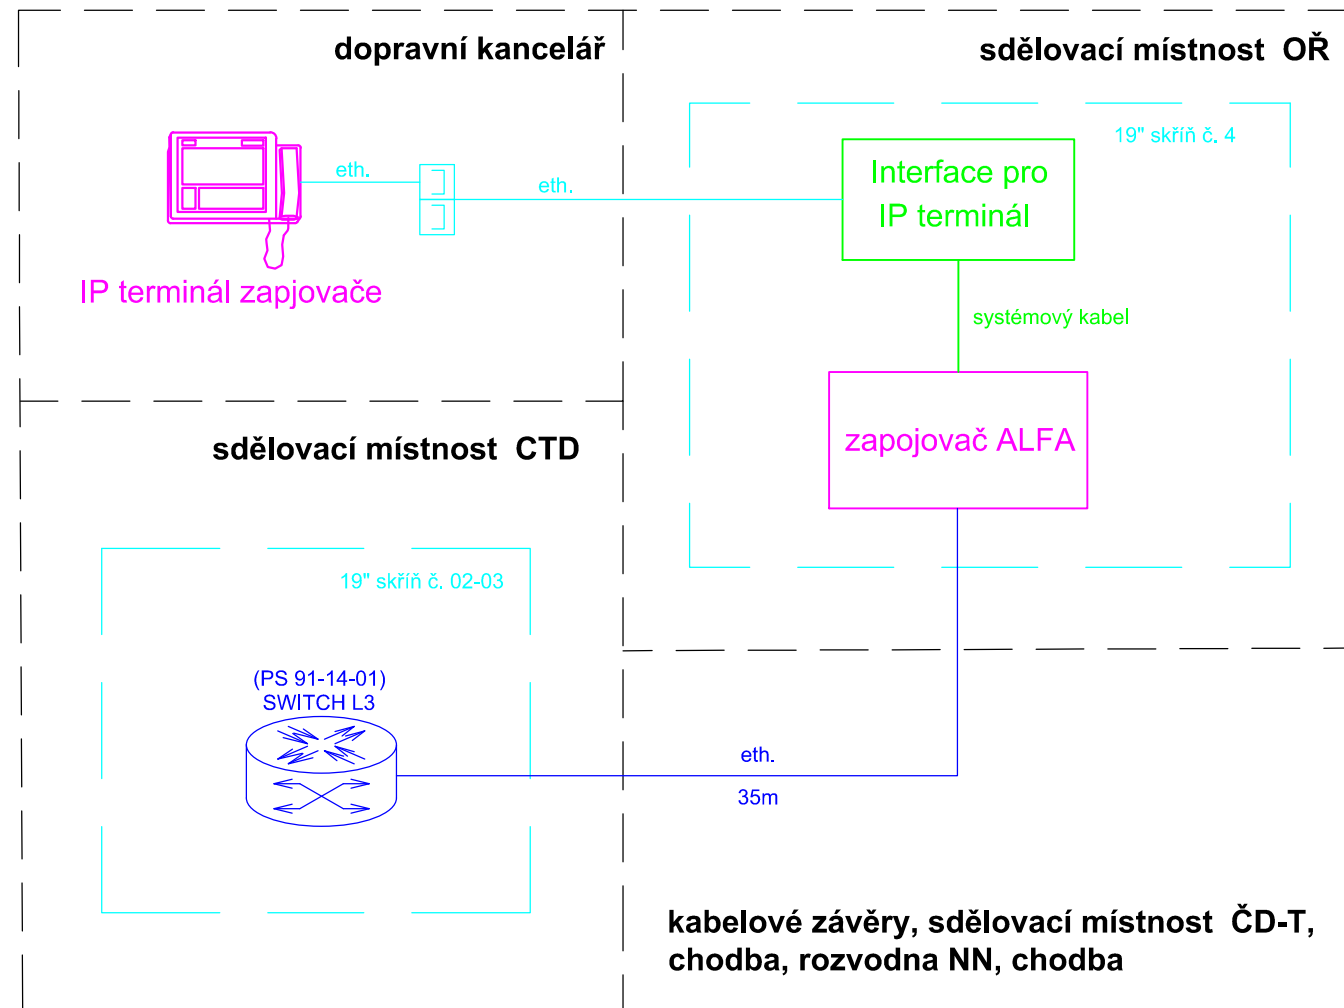 dopravní kancelář
sdělovací místnost OŘ
19" skříň č. 4
eth.
eth.
Interface pro
IP terminál
IP terminál zapjovače
systémový kabel
zapojovač ALFA
sdělovací místnost CTD
19" skříň č. 02-03
(PS 91-14-01)
SWITCH L3
eth.
35m
kabelové závěry, sdělovací místnost ČD-T,
chodba, rozvodna NN, chodba